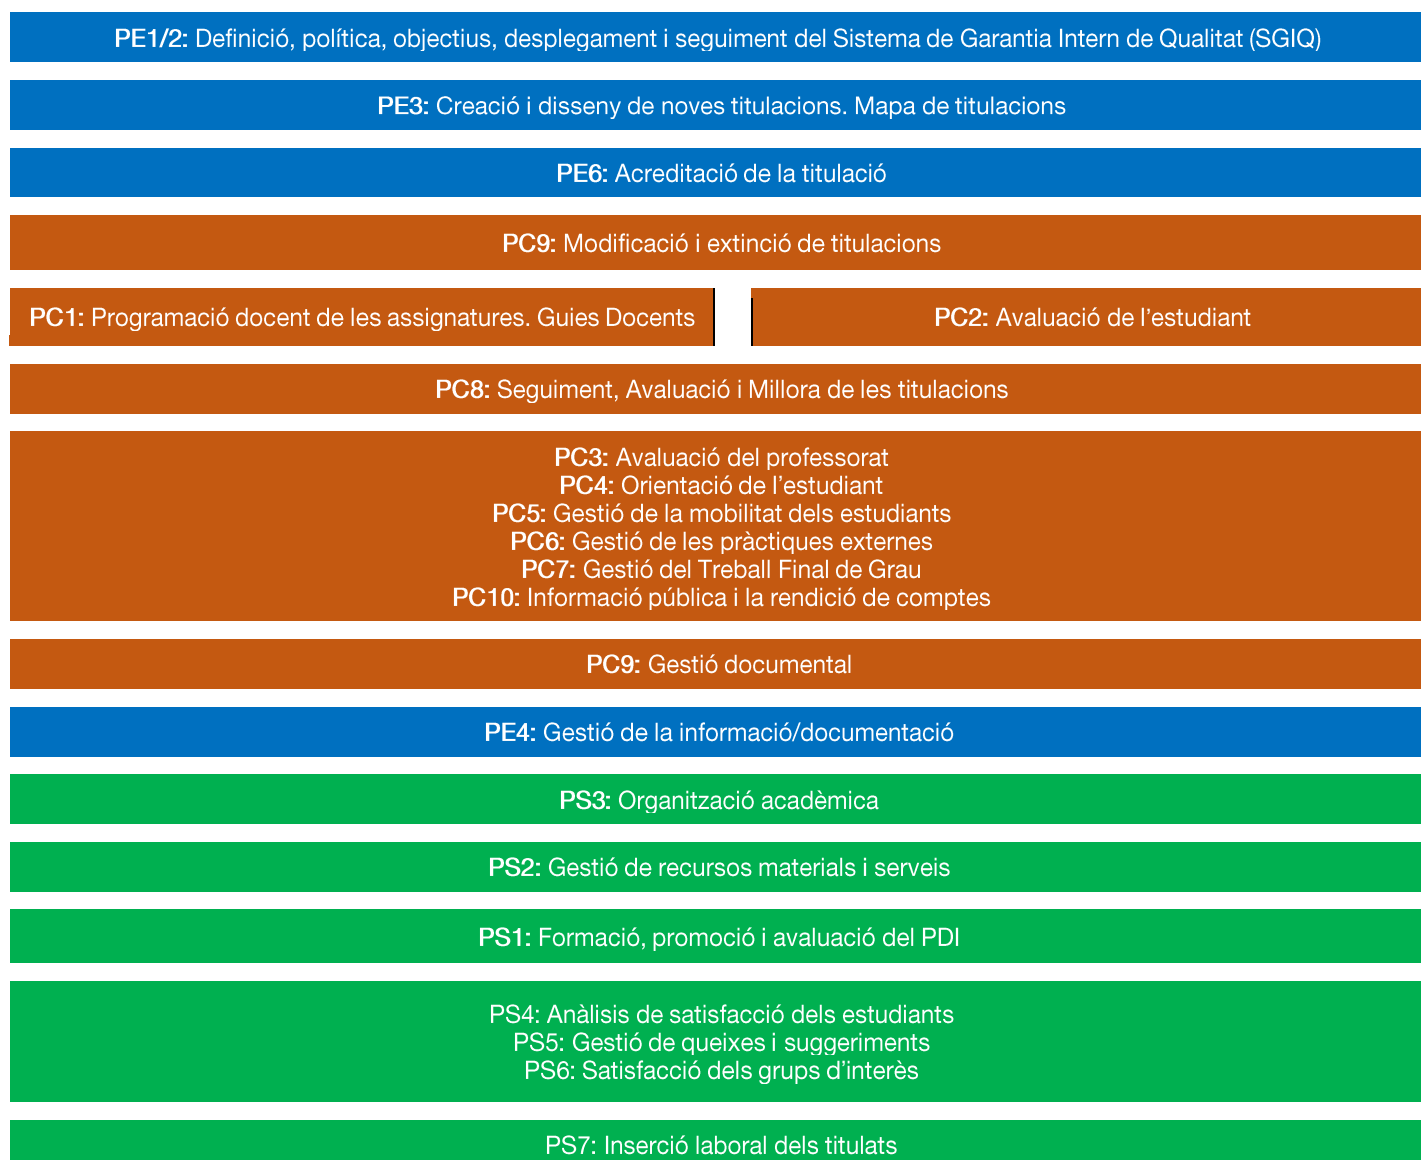 PE1/2: Definició, política, objectius, desplegament i seguiment del Sistema de Garantia Intern de Qualitat (SGIQ)
PE3: Creació i disseny de noves titulacions. Mapa de titulacions
PE6: Acreditació de la titulació
PC9: Modificació i extinció de titulacions
PC1: Programació docent de les assignatures. Guies Docents
PC2: Avaluació de l’estudiant
PC8: Seguiment, Avaluació i Millora de les titulacions
PC3: Avaluació del professorat
PC4: Orientació de l’estudiant
PC5: Gestió de la mobilitat dels estudiants
PC6: Gestió de les pràctiques externes
PC7: Gestió del Treball Final de Grau
PC10: Informació pública i la rendició de comptes
PC9: Gestió documental
PE4: Gestió de la informació/documentació
PS3: Organització acadèmica
PS2: Gestió de recursos materials i serveis
PS1: Formació, promoció i avaluació del PDI
PS4: Anàlisis de satisfacció dels estudiants
PS5: Gestió de queixes i suggeriments
PS6: Satisfacció dels grups d’interès
PS7: Inserció laboral dels titulats